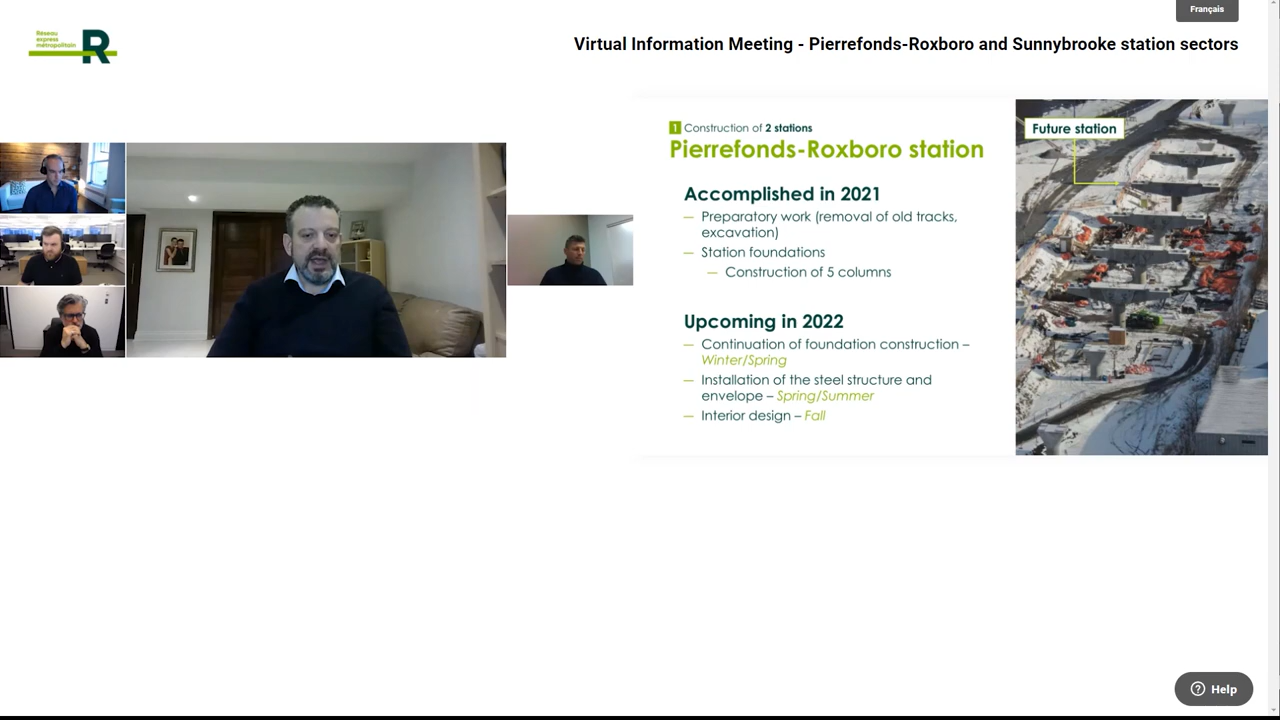 Français
Réseau
express
métropolitain
R
Virtual Information Meeting - Pierrefonds-Roxboro and Sunnybrooke station sectors
1 Construction of 2 stations
Pierrefonds-Roxboro station
Accomplished in 2021
— Preparatory work (removal of old tracks,
excavation)
— Station foundations
— Construction of 5 columns
Upcoming in 2022
— Continuation of foundation construction –
Winter/Spring
— Installation of the steel structure and
envelope – Spring/Summer
— Interior design – Fall
Future station
Help